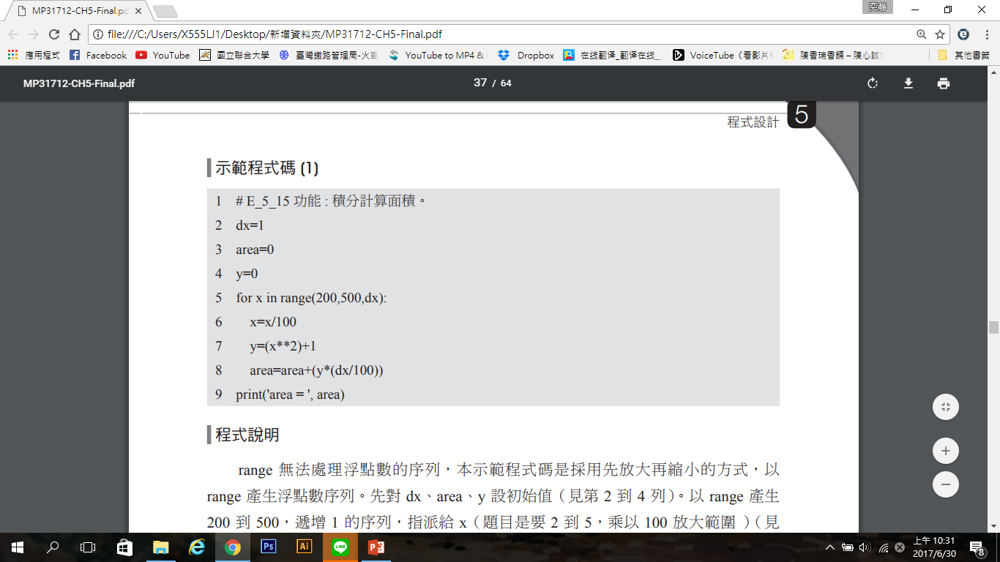 MP31712-CH5-Final.pd
奕靜
file:///C:/Users/X555LJ1/Desktop/新增資料夾/MP31712-CH5-Final.pdf
應用程式 Facebook YouTube 國立聯合大學 臺灣鐵路管理局-火車 YouTube to MP4 & Dropbox 在线翻译_翻译在线_ VoiceTube《看影片 陳香瑞香鋪 – 陳心誠 其他書籤
MP31712-CH5-Final.pdf 37 / 64
程式設計 5
示範程式碼 (1)
1 # E_5_15 功能 : 積分計算面積。
2 dx=1
3 area=0
4 y=0
5 for x in range(200,500,dx):
6 x=x/100
7 y=(x**2)+1
8 area=area+(y*(dx/100))
9 print('area = ', area)
程式說明
range 無法處理浮點數的序列，本示範程式碼是採用先放大再縮小的方式，以
range 產生浮點數序列。先對 dx、area、y 設初始值（見第 2 到 4 列）。以 range 產生
200 到 500，遞增 1 的序列，指派給 x（題目是要 2 到 5，乘以 100 放大範圍 ）（見
Ps Ai LINE
上午 10:31
2017/6/30
8